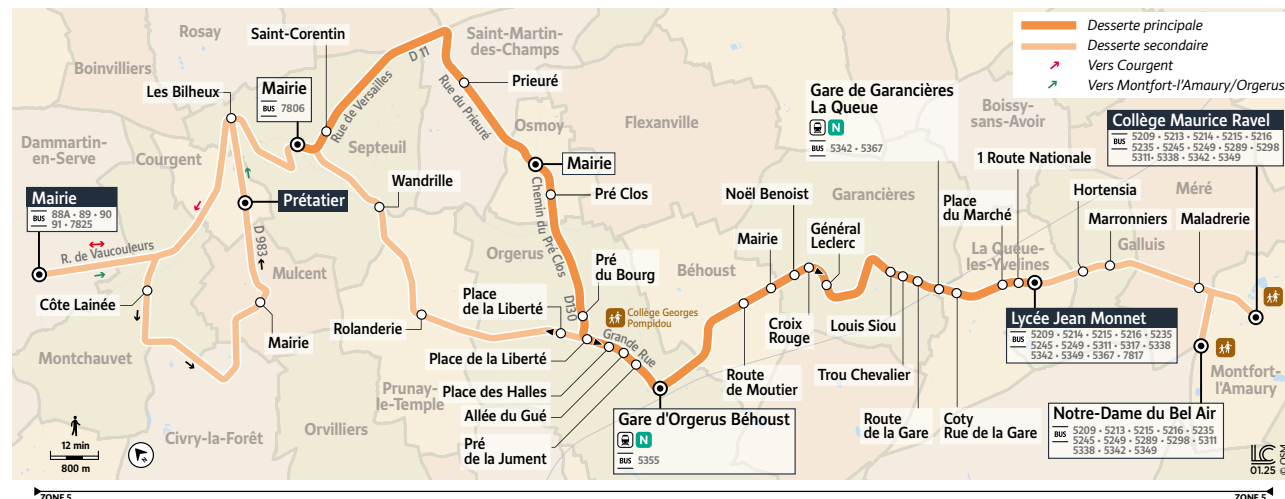 Desserte principale
Desserte secondaire
Vers Courgent
Vers Montfort-l'Amaury/Orgerus
Rosay
Saint-Corentin
Saint-Martin-
des-Champs
D 11
Boinvilliers
Les Bilheux
Mairie
BUS 7806
Rue de Versailles
Rue du Prieuré
Prieuré
Gare de Garancières
La Queue
N
BUS 5342 • 5367
Boissy-
sans-Avoir
Collège Maurice Ravel
BUS
5209 • 5213 • 5214 • 5215 • 5216
5235 • 5245 • 5249 • 5289 • 5298
5311 • 5338 • 5342 • 5349
Dammartin-
en-Serve
Courgent
Septeuil
Osmoy
Flexanville
Mairie
1 Route Nationale
Wandrille
Prétatier
Pré Clos
Noël Benoist
Garancières
Place
du Marché
Hortensia
Méré
Mairie
BUS
88A • 89 • 90
91 • 7825
Chemin du Pré Clos
Général
Leclerc
Marronniers
Maladrerie
R. de Vaucouleurs
D 983
Mulcent
Orgerus
Pré
du Bourg
Béhoust
Mairie
La Queue-
les-Yvelines
Galluis
Côte Lainée
Place
de la Liberté
D130
Collège Georges
Pompidou
Rolanderie
Mairie
Croix
Rouge
Louis Siou
Lycée Jean Monnet
BUS
5209 • 5214 • 5215 • 5216 • 5235
5245 • 5249 • 5311 • 5317 • 5338
5342 • 5349 • 5367 • 7817
Montchauvet
Place de la Liberté
Grande Rue
Route
de Moutier
Trou Chevalier
Montfort-
l'Amaury
Prunay-
le-Temple
Place des Halles
Allée du Gué
Gare d'Orgerus Béhoust
N
BUS 5355
Route
de la Gare
Coty
Rue de la Gare
Notre-Dame du Bel Air
BUS
5209 • 5213 • 5215 • 5216 • 5235
5245 • 5249 • 5289 • 5298 • 5311
5338 • 5342 • 5349
Civry-la-Forêt
Orvilliers
Pré
de la Jument
12 min
800 m
LC
01.25
© OSM
ZONE 5
ZONE 5